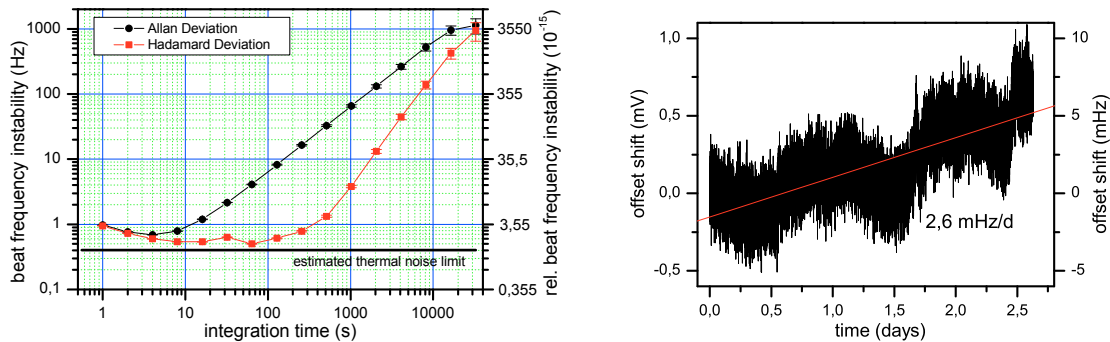 Allan Deviation
Hadamard Deviation
1000
100
10
1
0,1
beat frequency instability (Hz)
3550
355
35,5
3,55
0,355
rel. beat frequency instability (10-15)
estimated thermal noise limit
1 10 100 1000 10000
integration time (s)
1,0
0,5
0,0
-0,5
offset shift (mV)
10
5
0
-5
offset shift (mHz)
2,6 mHz/d
0,0 0,5 1,0 1,5 2,0 2,5
time (days)